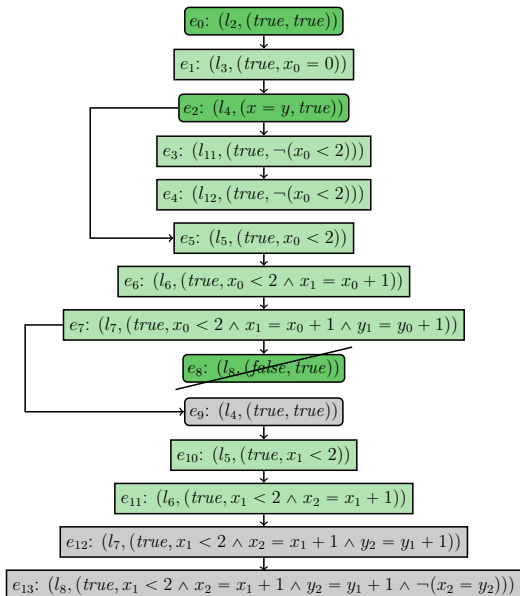 e₀: (l₂, (true, true))
e₁: (l₃, (true, x₀ = 0))
e₂: (l₄, (x = y, true))
e₃: (l₁₁, (true, ¬(x₀ < 2)))
e₄: (l₁₂, (true, ¬(x₀ < 2)))
e₅: (l₅, (true, x₀ < 2))
e₆: (l₆, (true, x₀ < 2 ∧ x₁ = x₀ + 1))
e₇: (l₇, (true, x₀ < 2 ∧ x₁ = x₀ + 1 ∧ y₁ = y₀ + 1))
e₈: (l₈, (false, true))
e₉: (l₄, (true, true))
e₁₀: (l₅, (true, x₁ < 2))
e₁₁: (l₆, (true, x₁ < 2 ∧ x₂ = x₁ + 1))
e₁₂: (l₇, (true, x₁ < 2 ∧ x₂ = x₁ + 1 ∧ y₂ = y₁ + 1))
e₁₃: (l₈, (true, x₁ < 2 ∧ x₂ = x₁ + 1 ∧ y₂ = y₁ + 1 ∧ ¬(x₂ = y₂)))